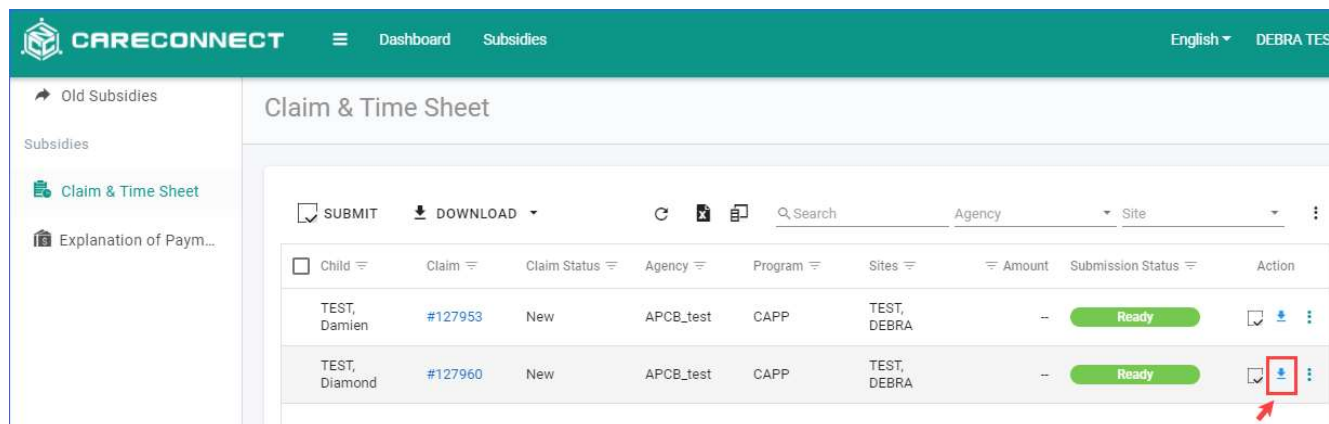 CARECONNECT Dashboard Subsidies English DEBRA TES
Old Subsidies
Claim & Time Sheet
Subsidies
Claim & Time Sheet
Explanation of Paym...
SUBMIT DOWNLOAD Search Agency Site
Child Claim Claim Status Agency Program Sites Amount Submission Status Action
TEST, Damien #127953 New APCB_test CAPP TEST, DEBRA -- Ready
TEST, Diamond #127960 New APCB_test CAPP TEST, DEBRA -- Ready